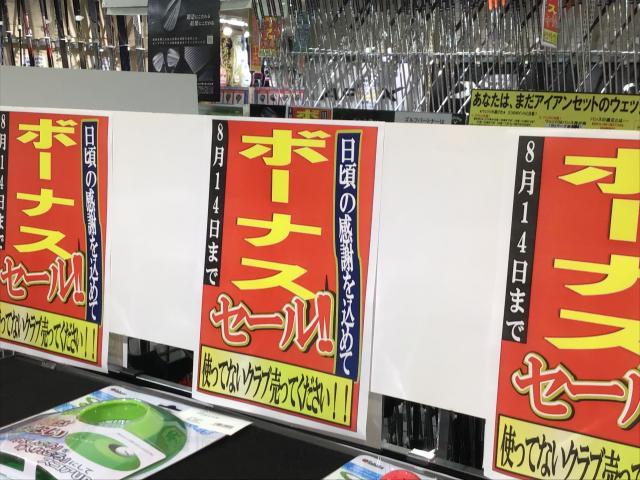 あなたは、まだアイアンセットのウェッ
8月14日まで
ボーナス
セール!!
日頃の感謝を込めて
使ってないクラブ売ってください!!
8月14日まで
ボーナス
セール!!
日頃の感謝を込めて
使ってないクラブ売ってください!!
8月14日まで
ボーナス
セール
使ってないクラブ売ってくだ